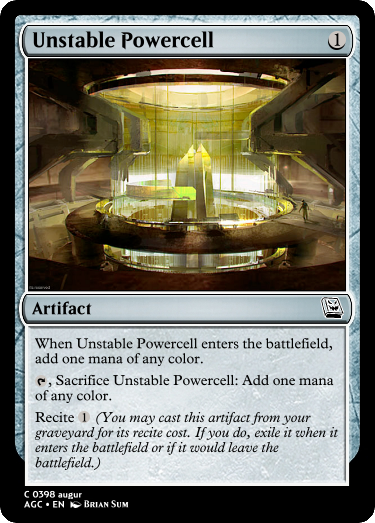 Unstable Powercell 1
Artifact
When Unstable Powercell enters the battlefield,
add one mana of any color.
, Sacrifice Unstable Powercell: Add one mana
of any color.
Recite 1 (You may cast this artifact from your
graveyard for its recite cost. If you do, exile it when it
enters the battlefield or if it would leave the
battlefield.)
C 0398 augur
AGC • EN Brian Sum